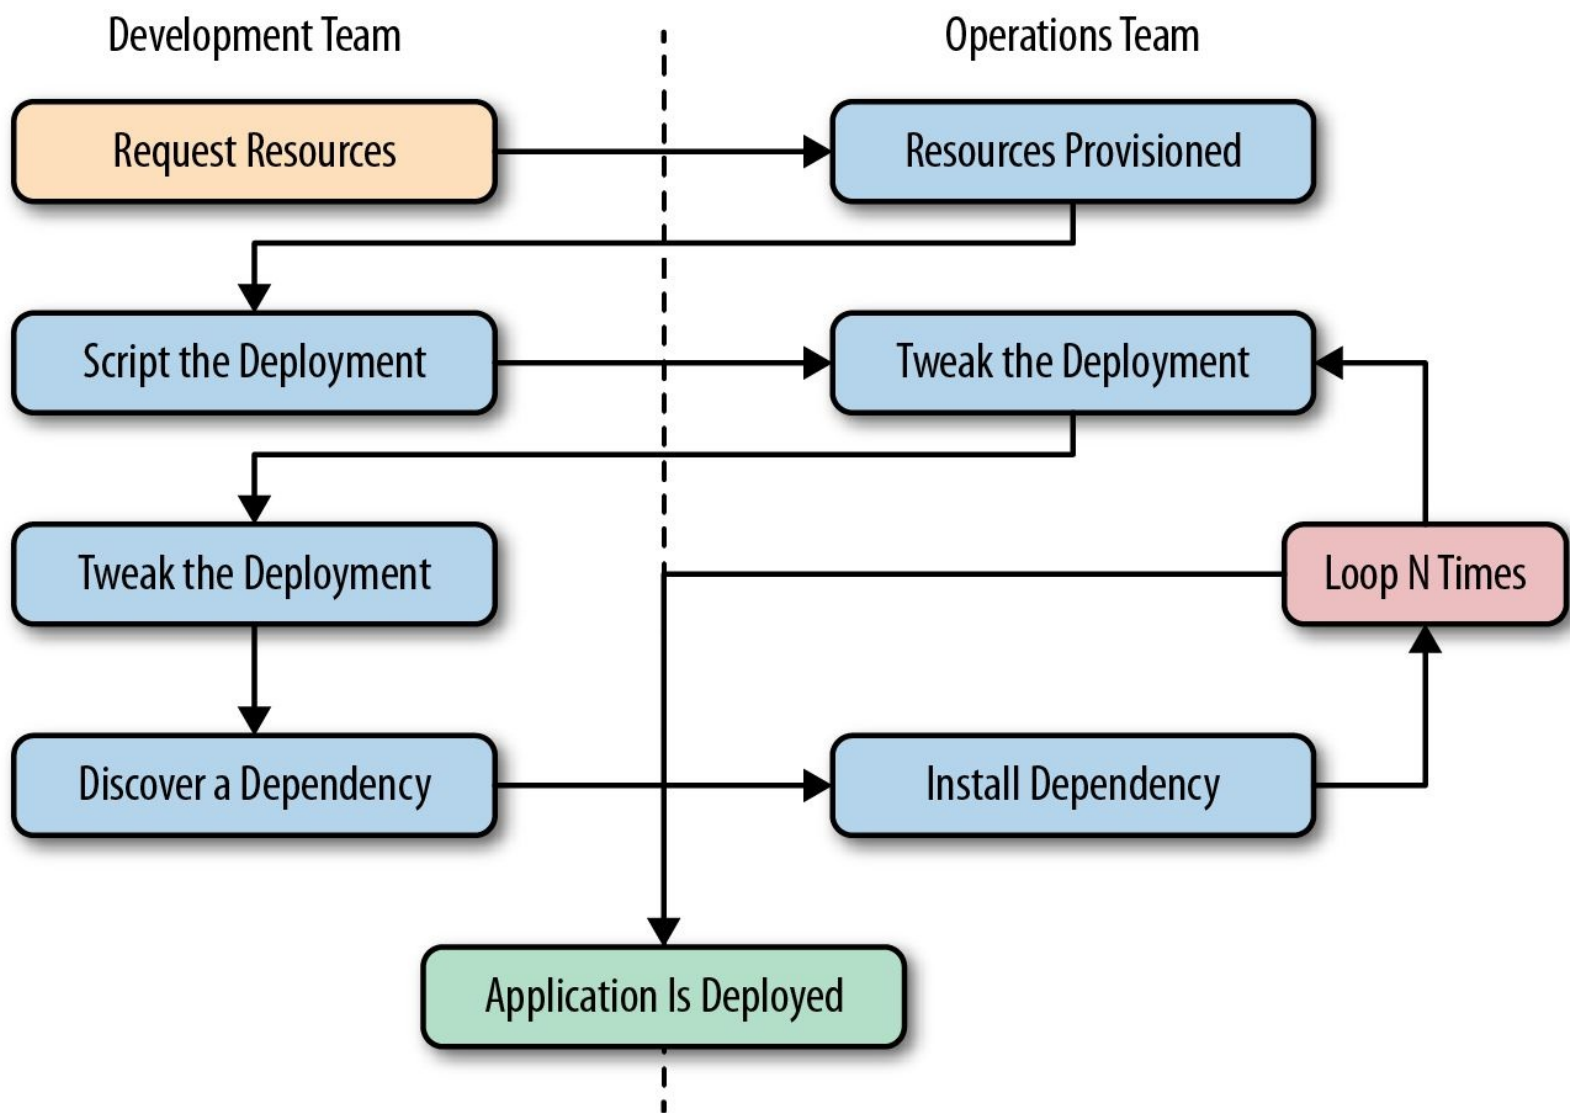 Development Team
Operations Team
Request Resources
Resources Provisioned
Script the Deployment
Tweak the Deployment
Tweak the Deployment
Loop N Times
Discover a Dependency
Install Dependency
Application Is Deployed